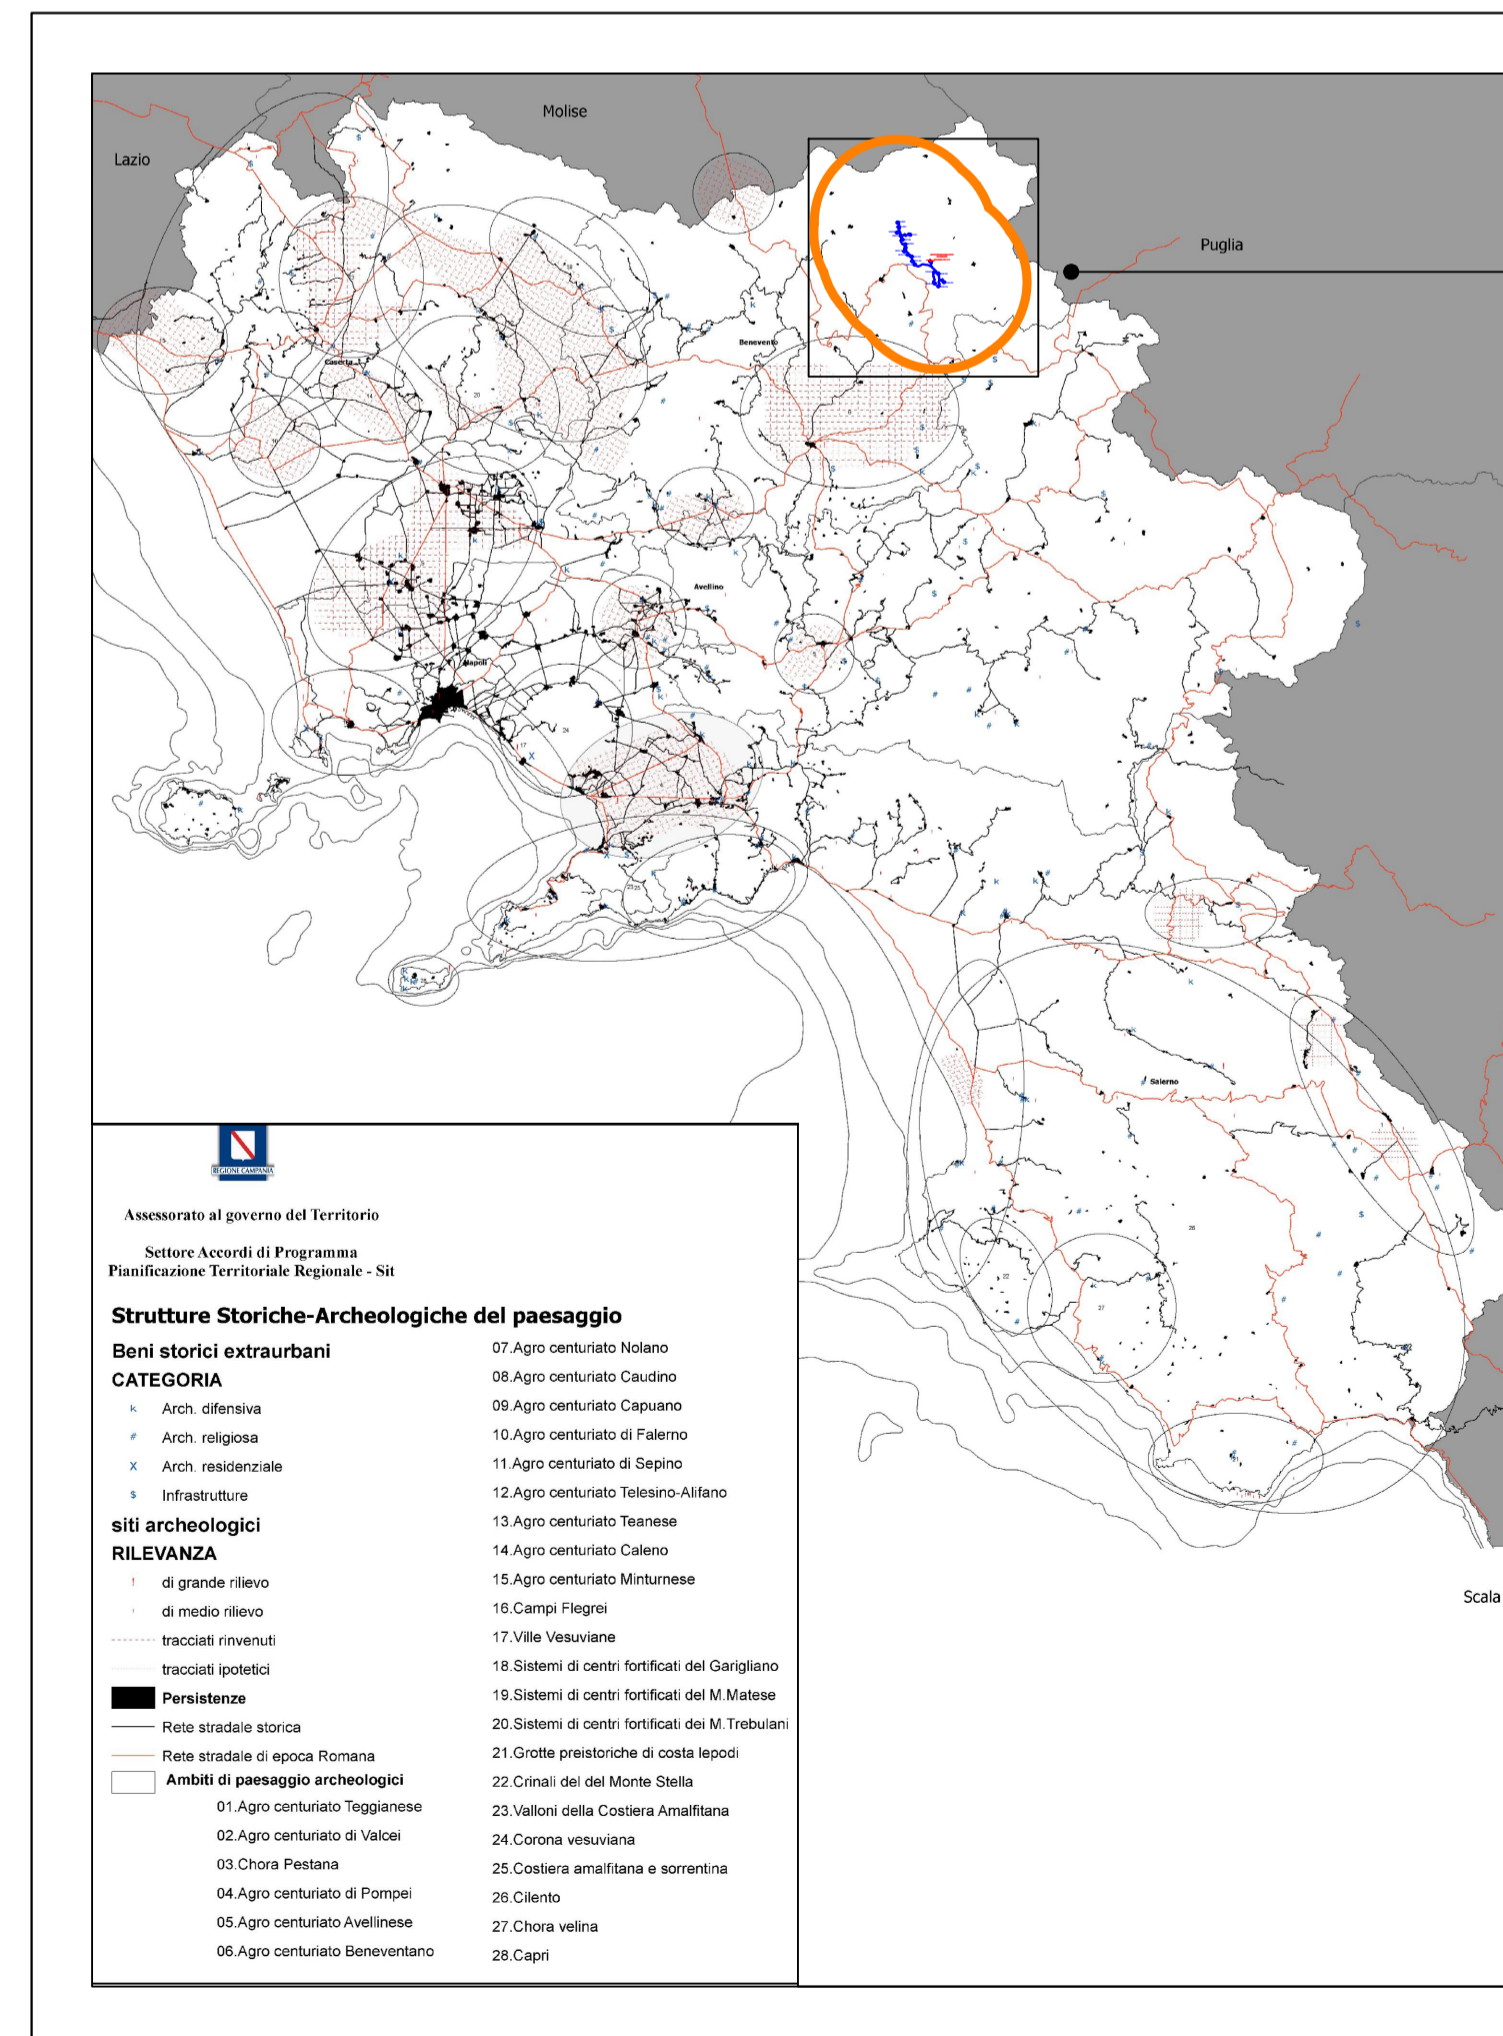 Molise
Lazio
Puglia
Benevento
Caserta
Avellino
Napoli
Salerno
14
20
24
17
22
27
26
Scala
REGIONE CAMPANIA
Assessorato al governo del Territorio
Settore Accordi di Programma
Pianificazione Territoriale Regionale - Sit
Strutture Storiche-Archeologiche del paesaggio
Beni storici extraurbani
CATEGORIA
k Arch. difensiva
# Arch. religiosa
X Arch. residenziale
$ Infrastrutture
siti archeologici
RILEVANZA
! di grande rilievo
di medio rilievo
tracciati rinvenuti
tracciati ipotetici
Persistenze
Rete stradale storica
Rete stradale di epoca Romana
Ambiti di paesaggio archeologici
01.Agro centuriato Teggianese
02.Agro centuriato di Valcei
03.Chora Pestana
04.Agro centuriato di Pompei
05.Agro centuriato Avellinese
06.Agro centuriato Beneventano
07.Agro centuriato Nolano
08.Agro centuriato Caudino
09.Agro centuriato Capuano
10.Agro centuriato di Falerno
11.Agro centuriato di Sepino
12.Agro centuriato Telesino-Alifano
13.Agro centuriato Teanese
14.Agro centuriato Caleno
15.Agro centuriato Minturnese
16.Campi Flegrei
17.Ville Vesuviane
18.Sistemi di centri fortificati del Garigliano
19.Sistemi di centri fortificati del M.Matese
20.Sistemi di centri fortificati dei M.Trebulani
21.Grotte preistoriche di costa lepodi
22.Crinali del del Monte Stella
23.Valloni della Costiera Amalfitana
24.Corona vesuviana
25.Costiera amalfitana e sorrentina
26.Cilento
27.Chora velina
28.Capri